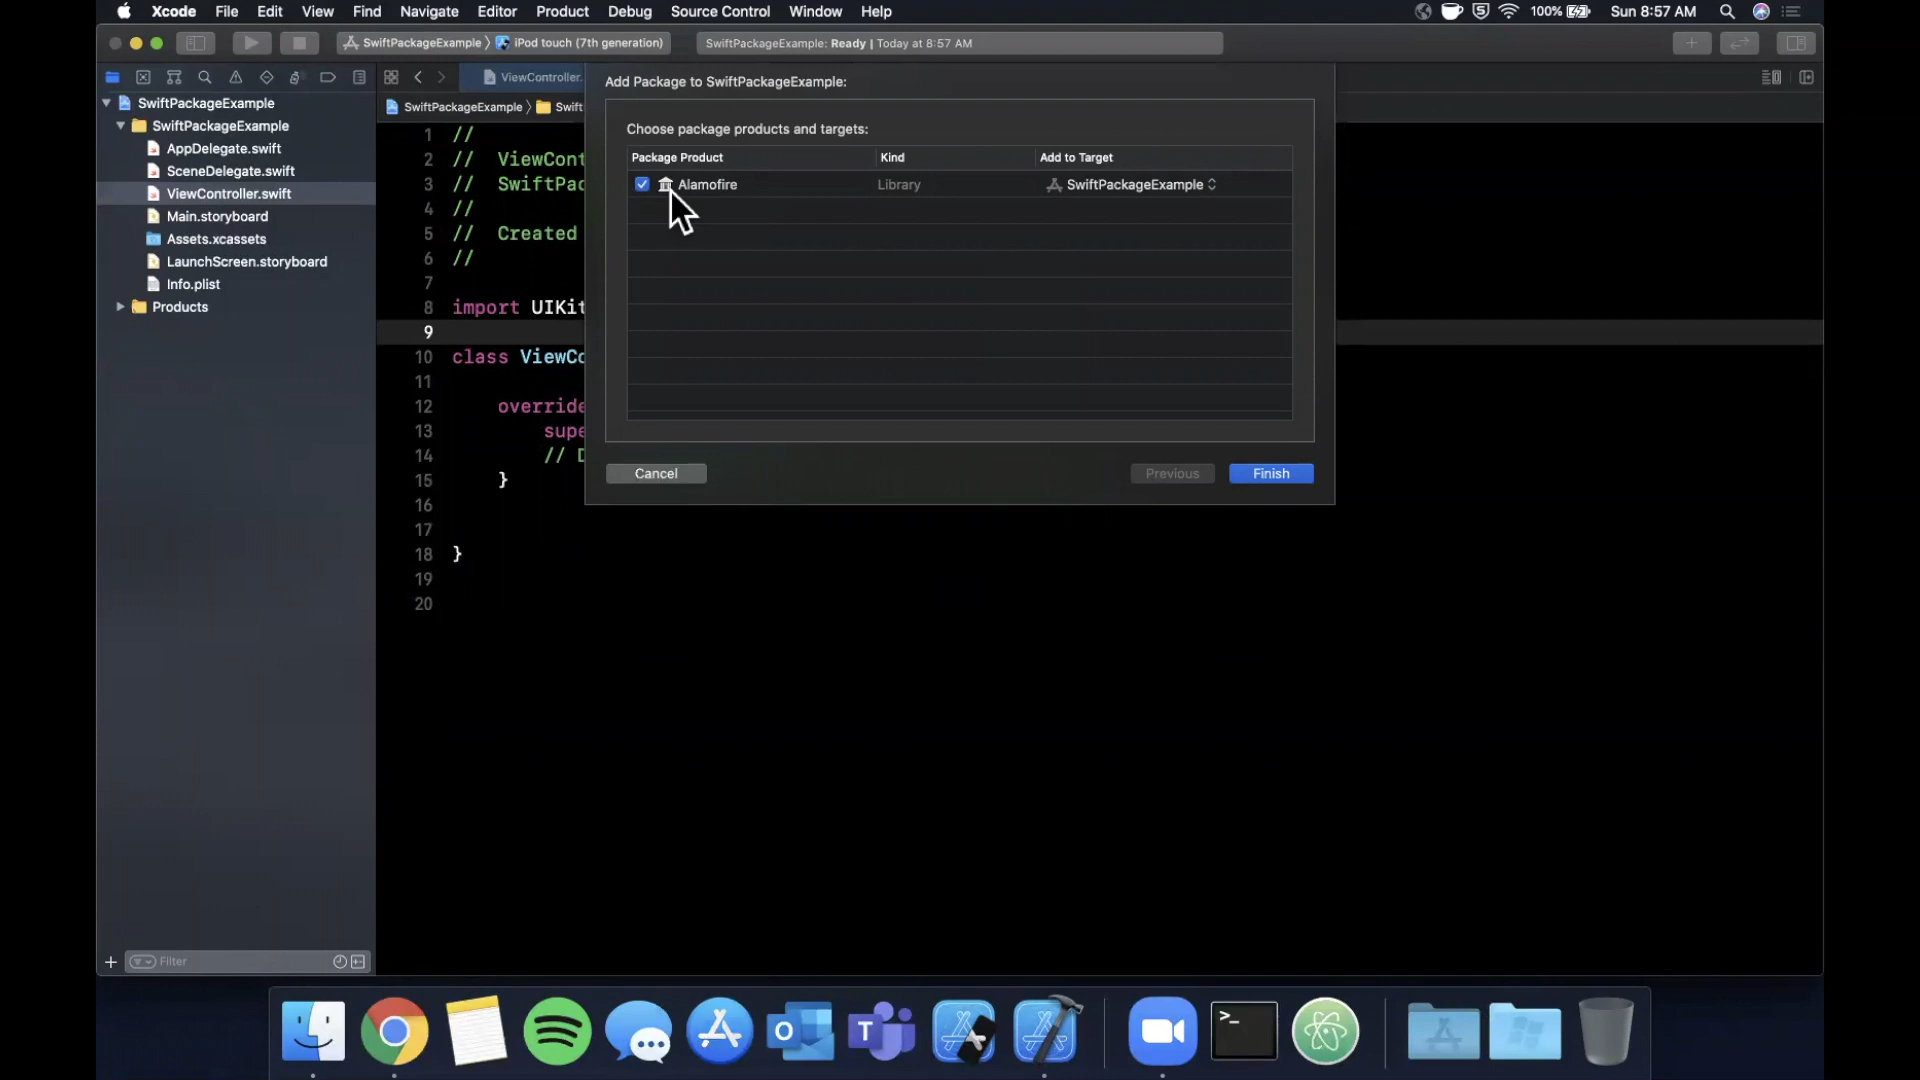 Xcode File Edit View Find Navigate Editor Product Debug Source Control Window Help 100% Sun 8:57 AM
SwiftPackageExample iPod touch (7th generation) SwiftPackageExample: Ready | Today at 8:57 AM
ViewController.
Add Package to SwiftPackageExample:
SwiftPackageExample
SwiftPackageExample Swif
SwiftPackageExample
Choose package products and targets:
AppDelegate.swift
Package Product Kind Add to Target
SceneDelegate.swift
Alamofire Library SwiftPackageExample
ViewController.swift
Main.storyboard
Assets.xcassets
LaunchScreen.storyboard
Info.plist
Products
1 //
2 // ViewCont
3 // SwiftPac
4 //
5 // Created
6 //
7
8 import UIKit
9
10 class ViewCo
11
12 override
13 supe
14 // D
15 }
16
17
18 }
19
20
Cancel Previous Finish
Filter